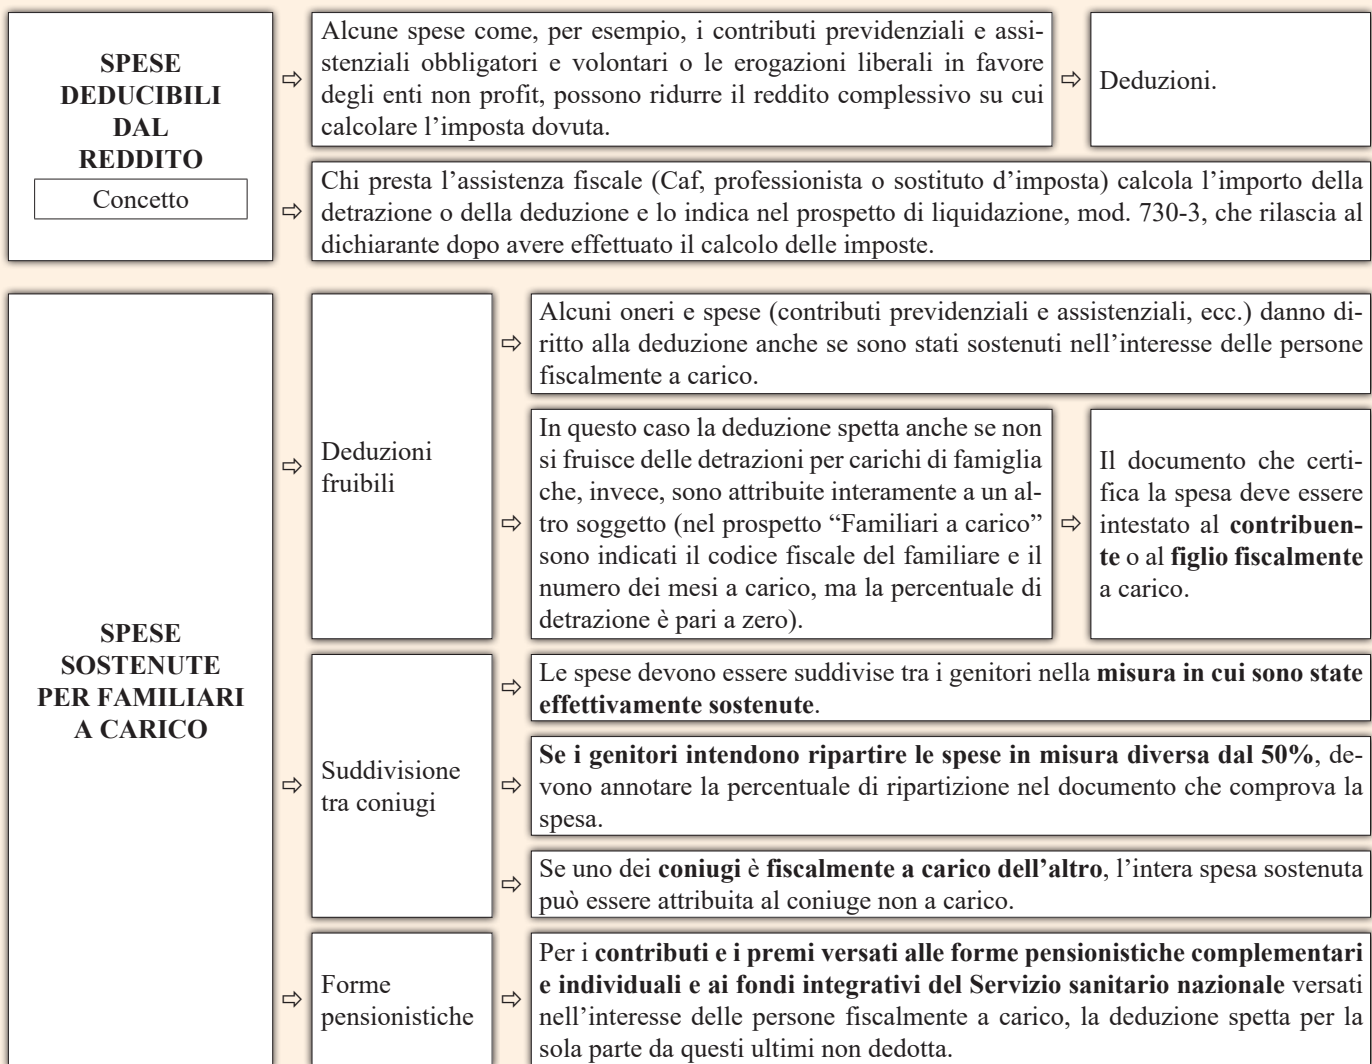 SPESE
DEDUCIBILI
DAL
REDDITO
Concetto
Alcune spese come, per esempio, i contributi previdenziali e assi-
stenziali obbligatori e volontari o le erogazioni liberali in favore
degli enti non profit, possono ridurre il reddito complessivo su cui
calcolare l’imposta dovuta.
⇨ Deduzioni.
Chi presta l’assistenza fiscale (Caf, professionista o sostituto d’imposta) calcola l’importo della
detrazione o della deduzione e lo indica nel prospetto di liquidazione, mod. 730-3, che rilascia al
dichiarante dopo avere effettuato il calcolo delle imposte.
SPESE
SOSTENUTE
PER FAMILIARI
A CARICO
Deduzioni
fruibili
Alcuni oneri e spese (contributi previdenziali e assistenziali, ecc.) danno di-
ritto alla deduzione anche se sono stati sostenuti nell’interesse delle persone
fiscalmente a carico.
In questo caso la deduzione spetta anche se non
si fruisce delle detrazioni per carichi di famiglia
che, invece, sono attribuite interamente a un al-
tro soggetto (nel prospetto “Familiari a carico”
sono indicati il codice fiscale del familiare e il
numero dei mesi a carico, ma la percentuale di
detrazione è pari a zero).
Il documento che certi-
fica la spesa deve essere
intestato al contribuen-
te o al figlio fiscalmente
a carico.
Suddivisione
tra coniugi
Le spese devono essere suddivise tra i genitori nella misura in cui sono state
effettivamente sostenute.
Se i genitori intendono ripartire le spese in misura diversa dal 50%, de-
vono annotare la percentuale di ripartizione nel documento che comprova la
spesa.
Se uno dei coniugi è fiscalmente a carico dell’altro, l’intera spesa sostenuta
può essere attribuita al coniuge non a carico.
Forme
pensionistiche
Per i contributi e i premi versati alle forme pensionistiche complementari
e individuali e ai fondi integrativi del Servizio sanitario nazionale versati
nell’interesse delle persone fiscalmente a carico, la deduzione spetta per la
sola parte da questi ultimi non dedotta.